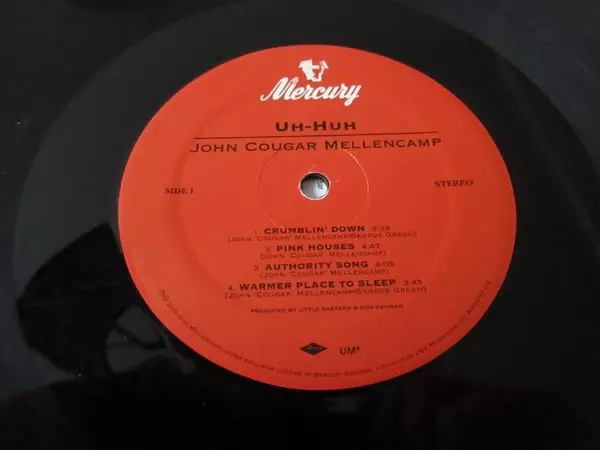 Mercury
UH-HUH
JOHN COUGAR MELLENCAMP
SIDE 1
STEREO
1. CRUMBLIN' DOWN 3:33
[JOHN 'COUGAR' MELLENCAMP/GEORGE GREEN]
2. PINK HOUSES 4:47
[JOHN 'COUGAR' MELLENCAMP]
3. AUTHORITY SONG 4:05
[JOHN 'COUGAR' MELLENCAMP]
4. WARMER PLACE TO SLEEP 3:45
[JOHN 'COUGAR' MELLENCAMP/GEORGE GREEN]
PRODUCED BY LITTLE BASTARD & DON GEHMAN
UMe